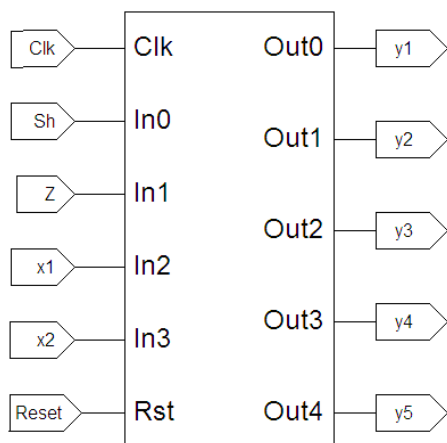 Clk Clk Out0 y1
Sh In0
Out1 y2
Z In1
Out2 y3
x1 In2
Out3 y4
x2 In3
Reset Rst Out4 y5